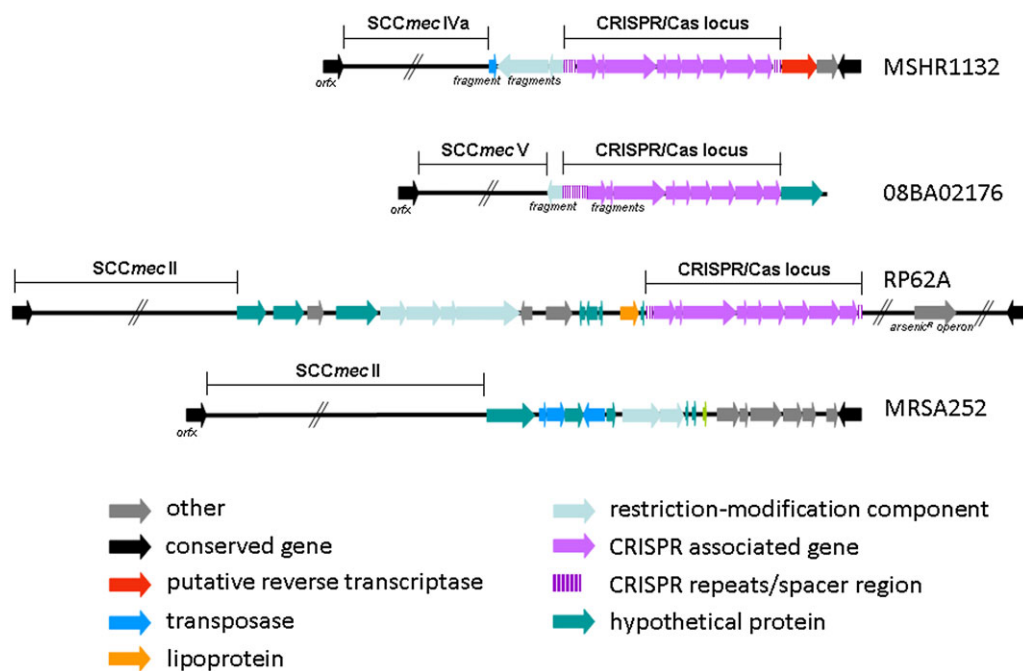 SCCmec IVa CRISPR/Cas locus
MSHR1132
orfx fragment fragments
SCCmec V CRISPR/Cas locus
08BA02176
orfx fragment fragments
SCCmec II CRISPR/Cas locus
RP62A
arsenicᴿ operon
SCCmec II
MRSA252
orfx
other
conserved gene
putative reverse transcriptase
transposase
lipoprotein
restriction-modification component
CRISPR associated gene
CRISPR repeats/spacer region
hypothetical protein